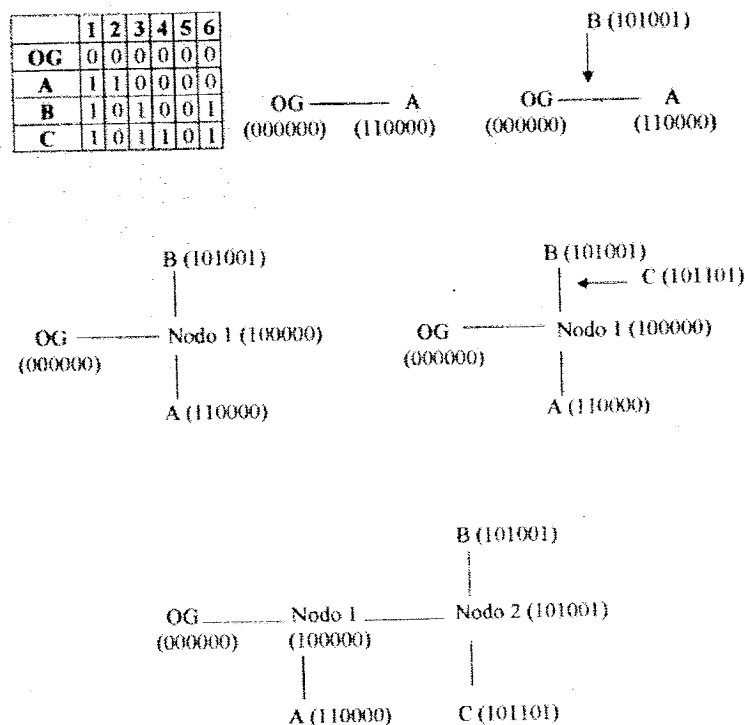 1 2 3 4 5 6
OG 0 0 0 0 0 0
A 1 1 0 0 0 0
B 1 0 1 0 0 1
C 1 0 1 1 0 1
OG A
(000000) (110000)
B (101001)
OG A
(000000) (110000)
B (101001)
OG Nodo 1 (100000)
(000000)
A (110000)
B (101001)
C (101101)
OG Nodo 1 (100000)
(000000)
A (110000)
B (101001)
OG Nodo 1 Nodo 2 (101001)
(000000) (100000)
A (110000) C (101101)